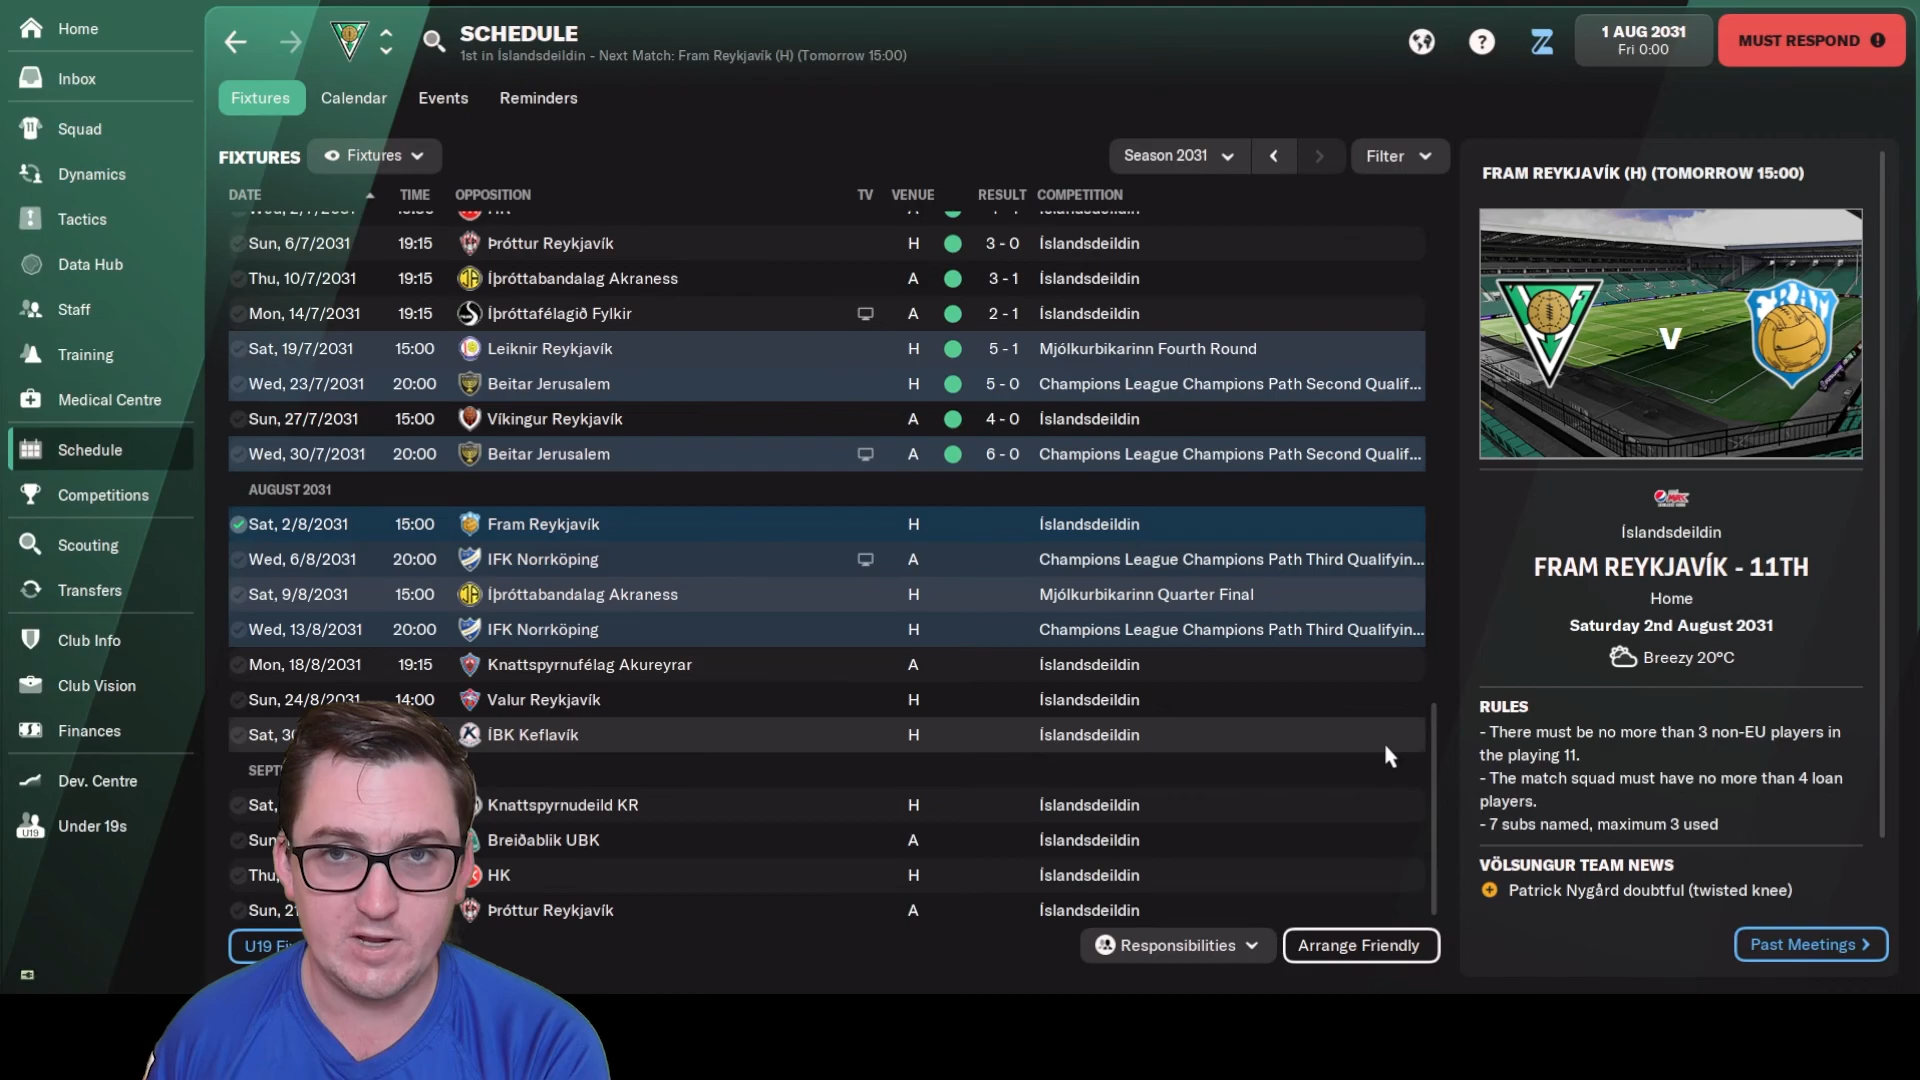 Home
Inbox
Squad
Dynamics
Tactics
Data Hub
Staff
Training
Medical Centre
Schedule
Competitions
Scouting
Transfers
Club Info
Club Vision
Finances
Dev. Centre
Under 19s
SCHEDULE
1st in Íslandsdeildin - Next Match: Fram Reykjavík (H) (Tomorrow 15:00)
1 AUG 2031
Fri 0:00
MUST RESPOND
Fixtures Calendar Events Reminders
FIXTURES Fixtures Season 2031 Filter
DATE TIME OPPOSITION TV VENUE RESULT COMPETITION
Sun, 6/7/2031 19:15 Þróttur Reykjavík H 3 - 0 Íslandsdeildin
Thu, 10/7/2031 19:15 Íþróttabandalag Akraness A 3 - 1 Íslandsdeildin
Mon, 14/7/2031 19:15 Íþróttafélagið Fylkir A 2 - 1 Íslandsdeildin
Sat, 19/7/2031 15:00 Leiknir Reykjavík H 5 - 1 Mjólkurbikarinn Fourth Round
Wed, 23/7/2031 20:00 Beitar Jerusalem H 5 - 0 Champions League Champions Path Second Qualif...
Sun, 27/7/2031 15:00 Víkingur Reykjavík A 4 - 0 Íslandsdeildin
Wed, 30/7/2031 20:00 Beitar Jerusalem A 6 - 0 Champions League Champions Path Second Qualif...
AUGUST 2031
Sat, 2/8/2031 15:00 Fram Reykjavík H Íslandsdeildin
Wed, 6/8/2031 20:00 IFK Norrköping A Champions League Champions Path Third Qualifyin...
Sat, 9/8/2031 15:00 Íþróttabandalag Akraness H Mjólkurbikarinn Quarter Final
Wed, 13/8/2031 20:00 IFK Norrköping H Champions League Champions Path Third Qualifyin...
Mon, 18/8/2031 19:15 Knattspyrnufélag Akureyrar A Íslandsdeildin
Sun, 24/8/2031 14:00 Valur Reykjavík H Íslandsdeildin
Sat, ÍBK Keflavík H Íslandsdeildin
Sat, Knattspyrnudeild KR H Íslandsdeildin
Sun Breiðablik UBK A Íslandsdeildin
Thu, HK H Íslandsdeildin
Sun, Þróttur Reykjavík A Íslandsdeildin
U19 Responsibilities Arrange Friendly
FRAM REYKJAVÍK (H) (TOMORROW 15:00)
FRAM
V
Íslandsdeildin
FRAM REYKJAVÍK - 11TH
Home
Saturday 2nd August 2031
Breezy 20°C
RULES
- There must be no more than 3 non-EU players in
the playing 11.
- The match squad must have no more than 4 loan
players.
- 7 subs named, maximum 3 used
VÖLSUNGUR TEAM NEWS
Patrick Nygård doubtful (twisted knee)
Past Meetings